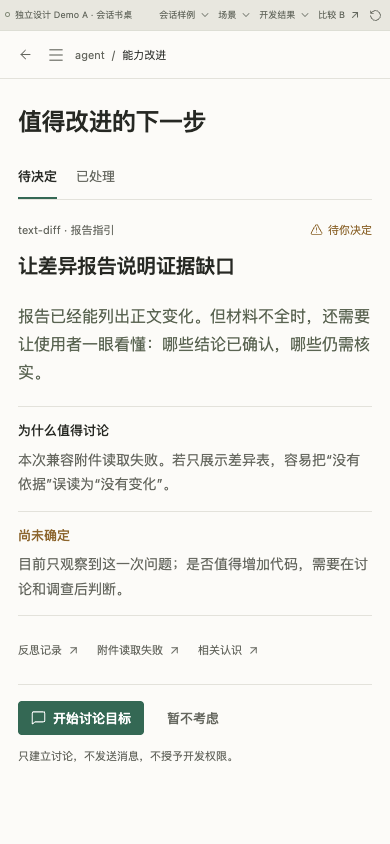 独立设计 Demo A · 会话书桌 会话样例 场景 开发结果 比较 B
agent / 能力改进
值得改进的下一步
待决定 已处理
text-diff · 报告指引 待你决定
让差异报告说明证据缺口
报告已经能列出正文变化。但材料不全时，还需要
让使用者一眼看懂：哪些结论已确认，哪些仍需核
实。
为什么值得讨论
本次兼容附件读取失败。若只展示差异表，容易把“没有
依据”误读为“没有变化”。
尚未确定
目前只观察到这一次问题；是否值得增加代码，需要在讨
论和调查后判断。
反思记录 附件读取失败 相关认识
开始讨论目标 暂不考虑
只建立讨论，不发送消息，不授予开发权限。